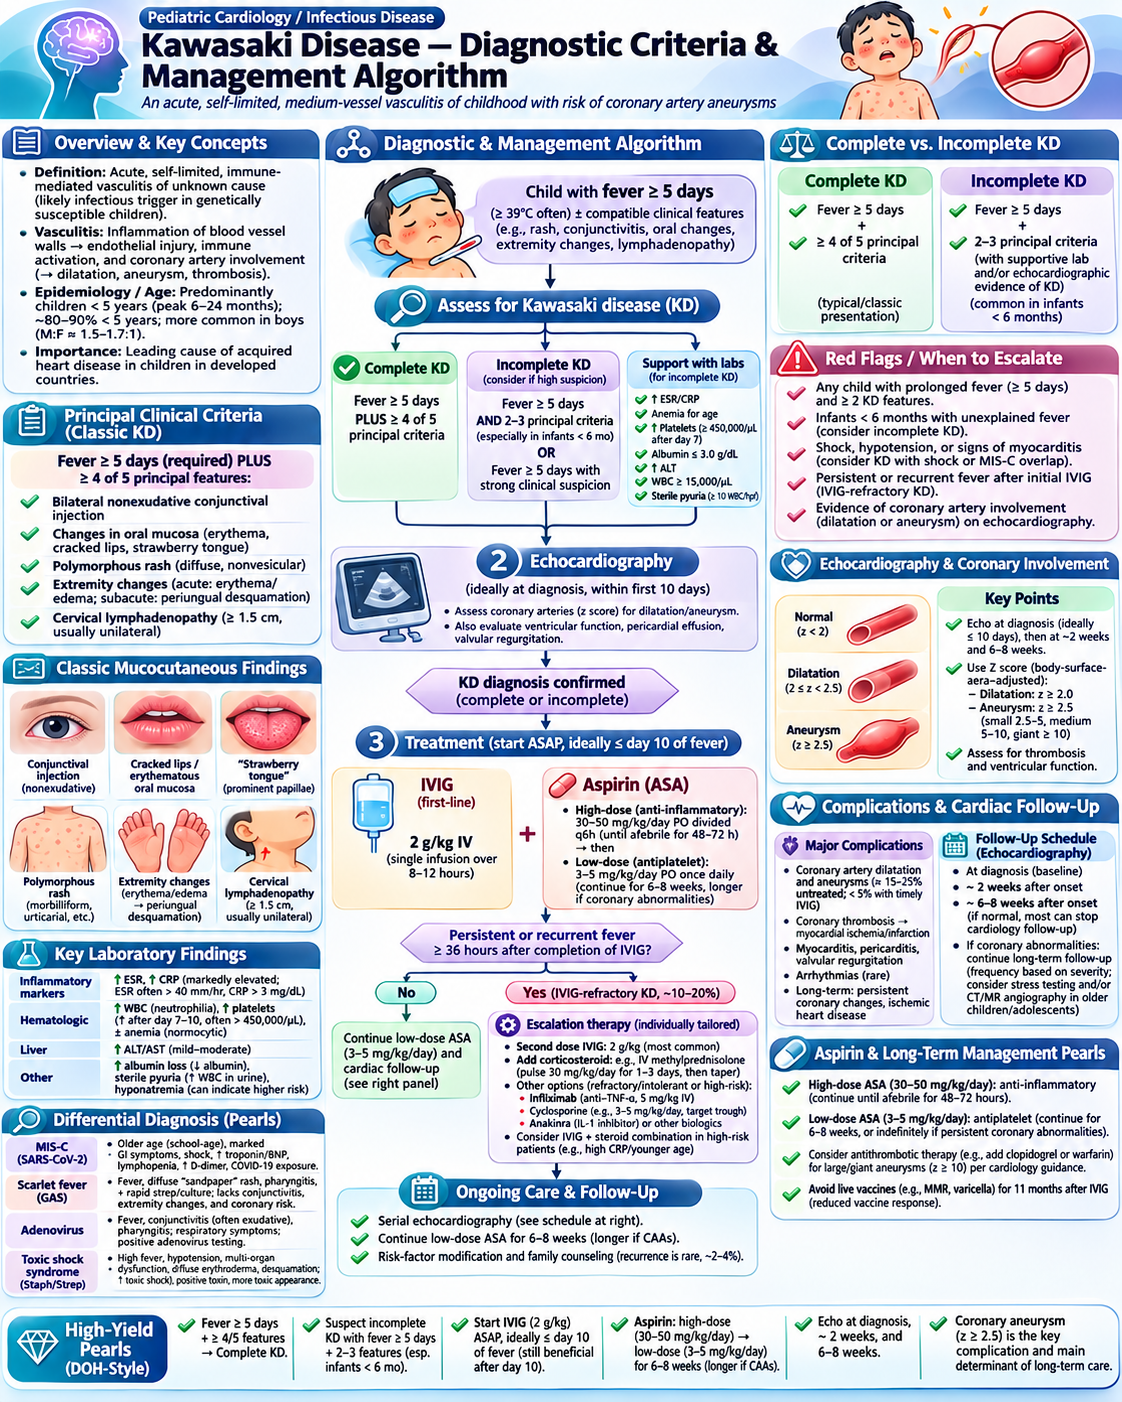 Pediatric Cardiology / Infectious Disease
Kawasaki Disease — Diagnostic Criteria &
Management Algorithm
An acute, self-limited, medium-vessel vasculitis of childhood with risk of coronary artery aneurysms
Overview & Key Concepts
• Definition: Acute, self-limited, immune-
mediated vasculitis of unknown cause
(likely infectious trigger in genetically
susceptible children).
• Vasculitis: Inflammation of blood vessel
walls → endothelial injury, immune
activation, and coronary artery involvement
(→ dilatation, aneurysm, thrombosis).
• Epidemiology / Age: Predominantly
children < 5 years (peak 6–24 months);
~80–90% < 5 years; more common in boys
(M:F ≈ 1.5–1.7:1).
• Importance: Leading cause of acquired
heart disease in children in developed
countries.
Principal Clinical Criteria
(Classic KD)
Fever ≥ 5 days (required) PLUS
≥ 4 of 5 principal features:
Bilateral nonexudative conjunctival
injection
Changes in oral mucosa (erythema,
cracked lips, strawberry tongue)
Polymorphous rash (diffuse, nonvesicular)
Extremity changes (acute: erythema/
edema; subacute: periungual desquamation)
Cervical lymphadenopathy (≥ 1.5 cm,
usually unilateral)
Classic Mucocutaneous Findings
Conjunctival
injection
(nonexudative)
Cracked lips /
erythematous
oral mucosa
"Strawberry
tongue"
(prominent papillae)
Polymorphous
rash
(morbilliform,
urticarial, etc.)
Extremity changes
(erythema/edema
→ periungual
desquamation)
Cervical
lymphadenopathy
(≥ 1.5 cm,
usually unilateral)
Key Laboratory Findings
Inflammatory
markers
↑ ESR, ↑ CRP (markedly elevated;
ESR often > 40 mm/hr, CRP > 3 mg/dL)
Hematologic
↑ WBC (neutrophilia), ↑ platelets
(↑ after day 7–10, often > 450,000/µL),
± anemia (normocytic)
Liver
↑ ALT/AST (mild–moderate)
Other
↑ albumin loss (↓ albumin),
sterile pyuria (↑ WBC in urine),
hyponatremia (can indicate higher risk)
Differential Diagnosis (Pearls)
MIS-C
(SARS-CoV-2)
• Older age (school-age), marked
• GI symptoms, shock, ↑ troponin/BNP,
lymphopenia, ↑ D-dimer, COVID-19 exposure.
Scarlet fever
(GAS)
• Fever, diffuse "sandpaper" rash, pharyngitis,
+ rapid strep/culture; lacks conjunctivitis,
extremity changes, and coronary risk.
Adenovirus
• Fever, conjunctivitis (often exudative),
pharyngitis; respiratory symptoms;
positive adenovirus testing.
Toxic shock
syndrome
(Staph/Strep)
• High fever, hypotension, multi-organ
• dysfunction, diffuse erythroderma, desquamation;
↑ toxic shock), positive toxin, more toxic appearance.
Diagnostic & Management Algorithm
Child with fever ≥ 5 days
(≥ 39°C often) ± compatible clinical features
(e.g., rash, conjunctivitis, oral changes,
extremity changes, lymphadenopathy)
Assess for Kawasaki disease (KD)
Complete KD
Fever ≥ 5 days
PLUS ≥ 4 of 5
principal criteria
Incomplete KD
(consider if high suspicion)
Fever ≥ 5 days
AND 2–3 principal criteria
(especially in infants < 6 mo)
OR
Fever ≥ 5 days with
strong clinical suspicion
Support with labs
(for incomplete KD)
↑ ESR/CRP
Anemia for age
↑ Platelets (≥ 450,000/µL
after day 7)
Albumin ≤ 3.0 g/dL
↑ ALT
WBC ≥ 15,000/µL
Sterile pyuria (≥ 10 WBC/hpf)
2 Echocardiography
(ideally at diagnosis, within first 10 days)
• Assess coronary arteries (z score) for dilatation/aneurysm.
• Also evaluate ventricular function, pericardial effusion,
valvular regurgitation.
KD diagnosis confirmed
(complete or incomplete)
3 Treatment (start ASAP, ideally ≤ day 10 of fever)
IVIG
(first-line)
2 g/kg IV
(single infusion over
8–12 hours)
+
Aspirin (ASA)
• High-dose (anti-inflammatory):
30–50 mg/kg/day PO divided
q6h (until afebrile for 48–72 h)
→ then
• Low-dose (antiplatelet):
3–5 mg/kg/day PO once daily
(continue for 6–8 weeks, longer
if coronary abnormalities)
Persistent or recurrent fever
≥ 36 hours after completion of IVIG?
No
Continue low-dose ASA
(3–5 mg/kg/day) and
cardiac follow-up
(see right panel)
Yes (IVIG-refractory KD, ~10–20%)
Escalation therapy (individually tailored)
• Second dose IVIG: 2 g/kg (most common)
• Add corticosteroid: e.g., IV methylprednisolone
(pulse 30 mg/kg/day for 1–3 days, then taper)
• Other options (refractory/intolerant or high-risk):
• Infliximab (anti–TNF-α, 5 mg/kg IV)
• Cyclosporine (e.g., 3–5 mg/kg/day, target trough)
• Anakinra (IL-1 inhibitor) or other biologics
• Consider IVIG + steroid combination in high-risk
patients (e.g., high CRP/younger age)
Ongoing Care & Follow-Up
Serial echocardiography (see schedule at right).
Continue low-dose ASA for 6–8 weeks (longer if CAAs).
Risk-factor modification and family counseling (recurrence is rare, ~2–4%).
Complete vs. Incomplete KD
Complete KD
Fever ≥ 5 days
+
≥ 4 of 5 principal
criteria
(typical/classic
presentation)
Incomplete KD
Fever ≥ 5 days
+
2–3 principal criteria
(with supportive lab
and/or echocardiographic
evidence of KD)
(common in infants
< 6 months)
Red Flags / When to Escalate
Any child with prolonged fever (≥ 5 days)
and ≥ 2 KD features.
Infants < 6 months with unexplained fever
(consider incomplete KD).
Shock, hypotension, or signs of myocarditis
(consider KD with shock or MIS-C overlap).
Persistent or recurrent fever after initial IVIG
(IVIG-refractory KD).
Evidence of coronary artery involvement
(dilatation or aneurysm) on echocardiography.
Echocardiography & Coronary Involvement
Normal
(z < 2)
Dilatation
(2 ≤ z < 2.5)
Aneurysm
(z ≥ 2.5)
Key Points
Echo at diagnosis (ideally
≤ 10 days), then at ~2 weeks
and 6–8 weeks.
Use Z score (body-surface-
aera–adjusted):
– Dilatation: z ≥ 2.0
– Aneurysm: z ≥ 2.5
(small 2.5–5, medium
5–10, giant ≥ 10)
Assess for thrombosis
and ventricular function.
Complications & Cardiac Follow-Up
Major Complications
• Coronary artery dilatation
and aneurysms (≈ 15–25%
untreated; < 5% with timely
IVIG)
• Coronary thrombosis →
myocardial ischemia/infarction
• Myocarditis, pericarditis,
valvular regurgitation
• Arrhythmias (rare)
• Long-term: persistent
coronary changes, ischemic
heart disease
Follow-Up Schedule
(Echocardiography)
• At diagnosis (baseline)
• ~ 2 weeks after onset
• ~ 6–8 weeks after onset
(if normal, most can stop
cardiology follow-up)
• If coronary abnormalities:
continue long-term follow-up
(frequency based on severity;
consider stress testing and/or
CT/MR angiography in older
children/adolescents)
Aspirin & Long-Term Management Pearls
High-dose ASA (30–50 mg/kg/day): anti-inflammatory
(continue until afebrile for 48–72 hours).
Low-dose ASA (3–5 mg/kg/day): antiplatelet (continue for
6–8 weeks, or indefinitely if persistent coronary abnormalities).
Consider antithrombotic therapy (e.g., add clopidogrel or warfarin)
for large/giant aneurysms (z ≥ 10) per cardiology guidance.
Avoid live vaccines (e.g., MMR, varicella) for 11 months after IVIG
(reduced vaccine response).
High-Yield
Pearls
(DOH-Style)
Fever ≥ 5 days
+ ≥ 4/5 features
→ Complete KD.
Suspect incomplete
KD with fever ≥ 5 days
+ 2–3 features (esp.
infants < 6 mo).
Start IVIG (2 g/kg)
ASAP, ideally ≤ day 10
of fever (still beneficial
after day 10).
Aspirin: high-dose
(30–50 mg/kg/day) →
low-dose (3–5 mg/kg/day)
for 6–8 weeks (longer if CAAs).
Echo at diagnosis,
~ 2 weeks, and
6–8 weeks.
Coronary aneurysm
(z ≥ 2.5) is the key
complication and main
determinant of long-term care.